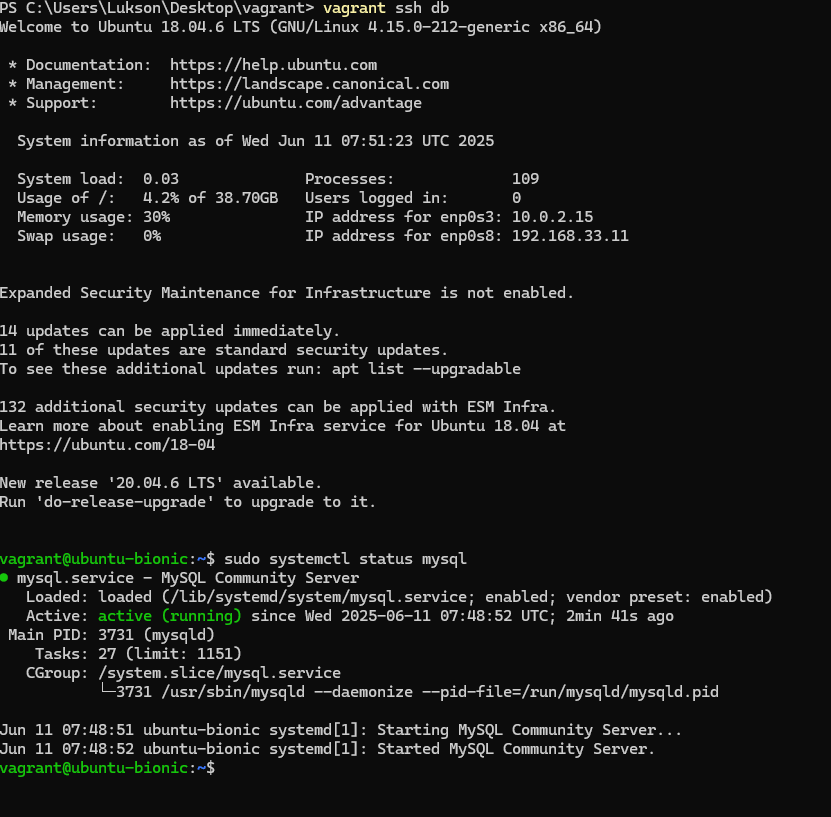 PS C:\Users\Lukson\Desktop\vagrant> vagrant ssh db
Welcome to Ubuntu 18.04.6 LTS (GNU/Linux 4.15.0-212-generic x86_64)
* Documentation:  https://help.ubuntu.com
* Management:     https://landscape.canonical.com
* Support:        https://ubuntu.com/advantage
System information as of Wed Jun 11 07:51:23 UTC 2025
System load:  0.03              Processes:             109
Usage of /:   4.2% of 38.70GB   Users logged in:       0
Memory usage: 30%               IP address for enp0s3: 10.0.2.15
Swap usage:   0%                IP address for enp0s8: 192.168.33.11
Expanded Security Maintenance for Infrastructure is not enabled.
14 updates can be applied immediately.
11 of these updates are standard security updates.
To see these additional updates run: apt list --upgradable
132 additional security updates can be applied with ESM Infra.
Learn more about enabling ESM Infra service for Ubuntu 18.04 at
https://ubuntu.com/18-04
New release '20.04.6 LTS' available.
Run 'do-release-upgrade' to upgrade to it.
vagrant@ubuntu-bionic:~$ sudo systemctl status mysql
● mysql.service - MySQL Community Server
Loaded: loaded (/lib/systemd/system/mysql.service; enabled; vendor preset: enabled)
Active: active (running) since Wed 2025-06-11 07:48:52 UTC; 2min 41s ago
Main PID: 3731 (mysqld)
Tasks: 27 (limit: 1151)
CGroup: /system.slice/mysql.service
└─3731 /usr/sbin/mysqld --daemonize --pid-file=/run/mysqld/mysqld.pid
Jun 11 07:48:51 ubuntu-bionic systemd[1]: Starting MySQL Community Server...
Jun 11 07:48:52 ubuntu-bionic systemd[1]: Started MySQL Community Server.
vagrant@ubuntu-bionic:~$